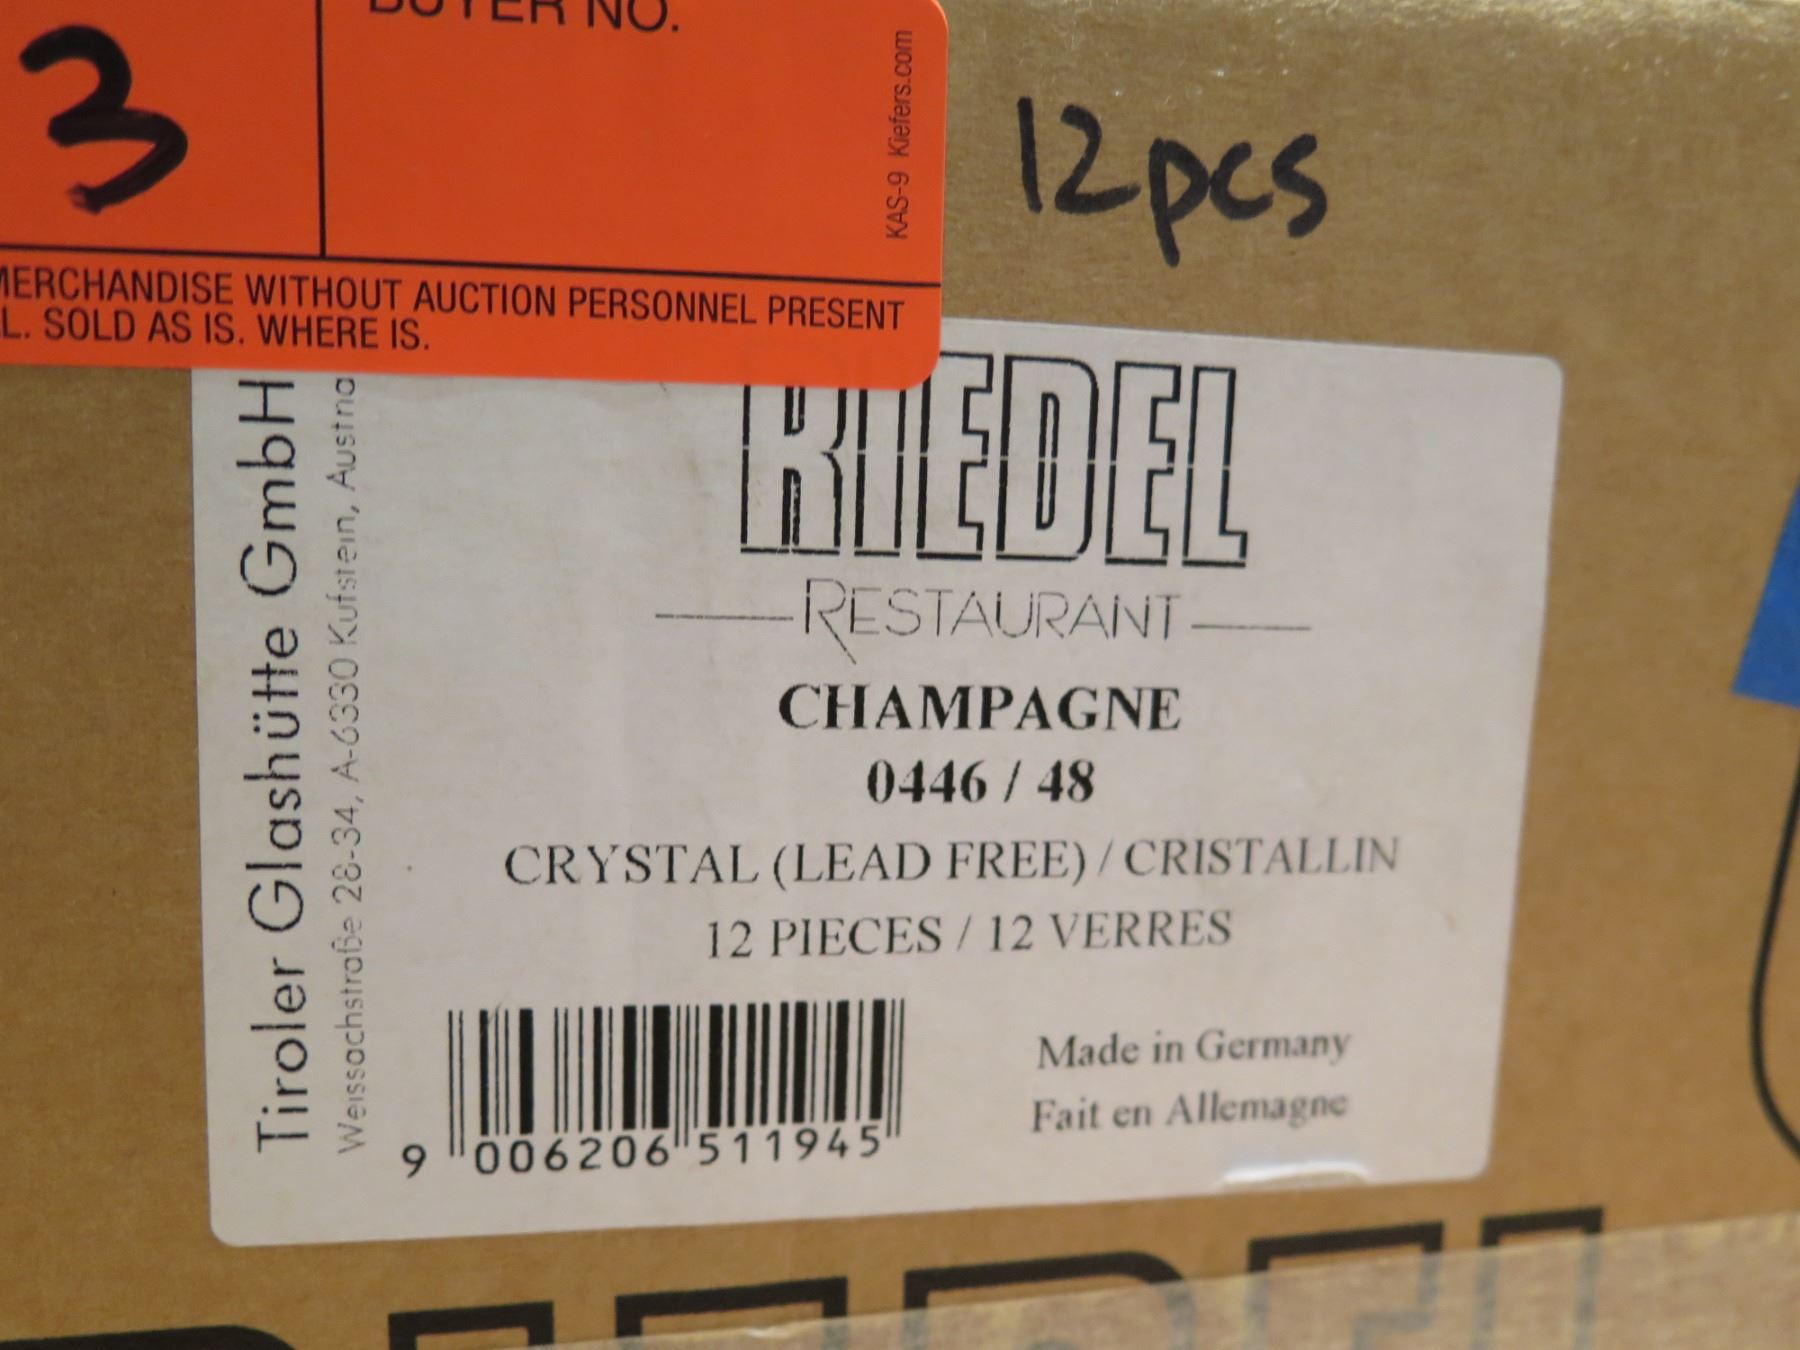 3
BUYER NO.
KAS-9 Kiefers.com
MERCHANDISE WITHOUT AUCTION PERSONNEL PRESENT
L. SOLD AS IS. WHERE IS.
12pcs
Tiroler Glashütte GmbH
Weissachstraße 28-34, A-6330 Kufstein, Austria
RIEDEL
RESTAURANT
CHAMPAGNE
0446 / 48
CRYSTAL (LEAD FREE) / CRISTALLIN
12 PIECES / 12 VERRES
Made in Germany
Fait en Allemagne
9 006206 511945
RIEDEL